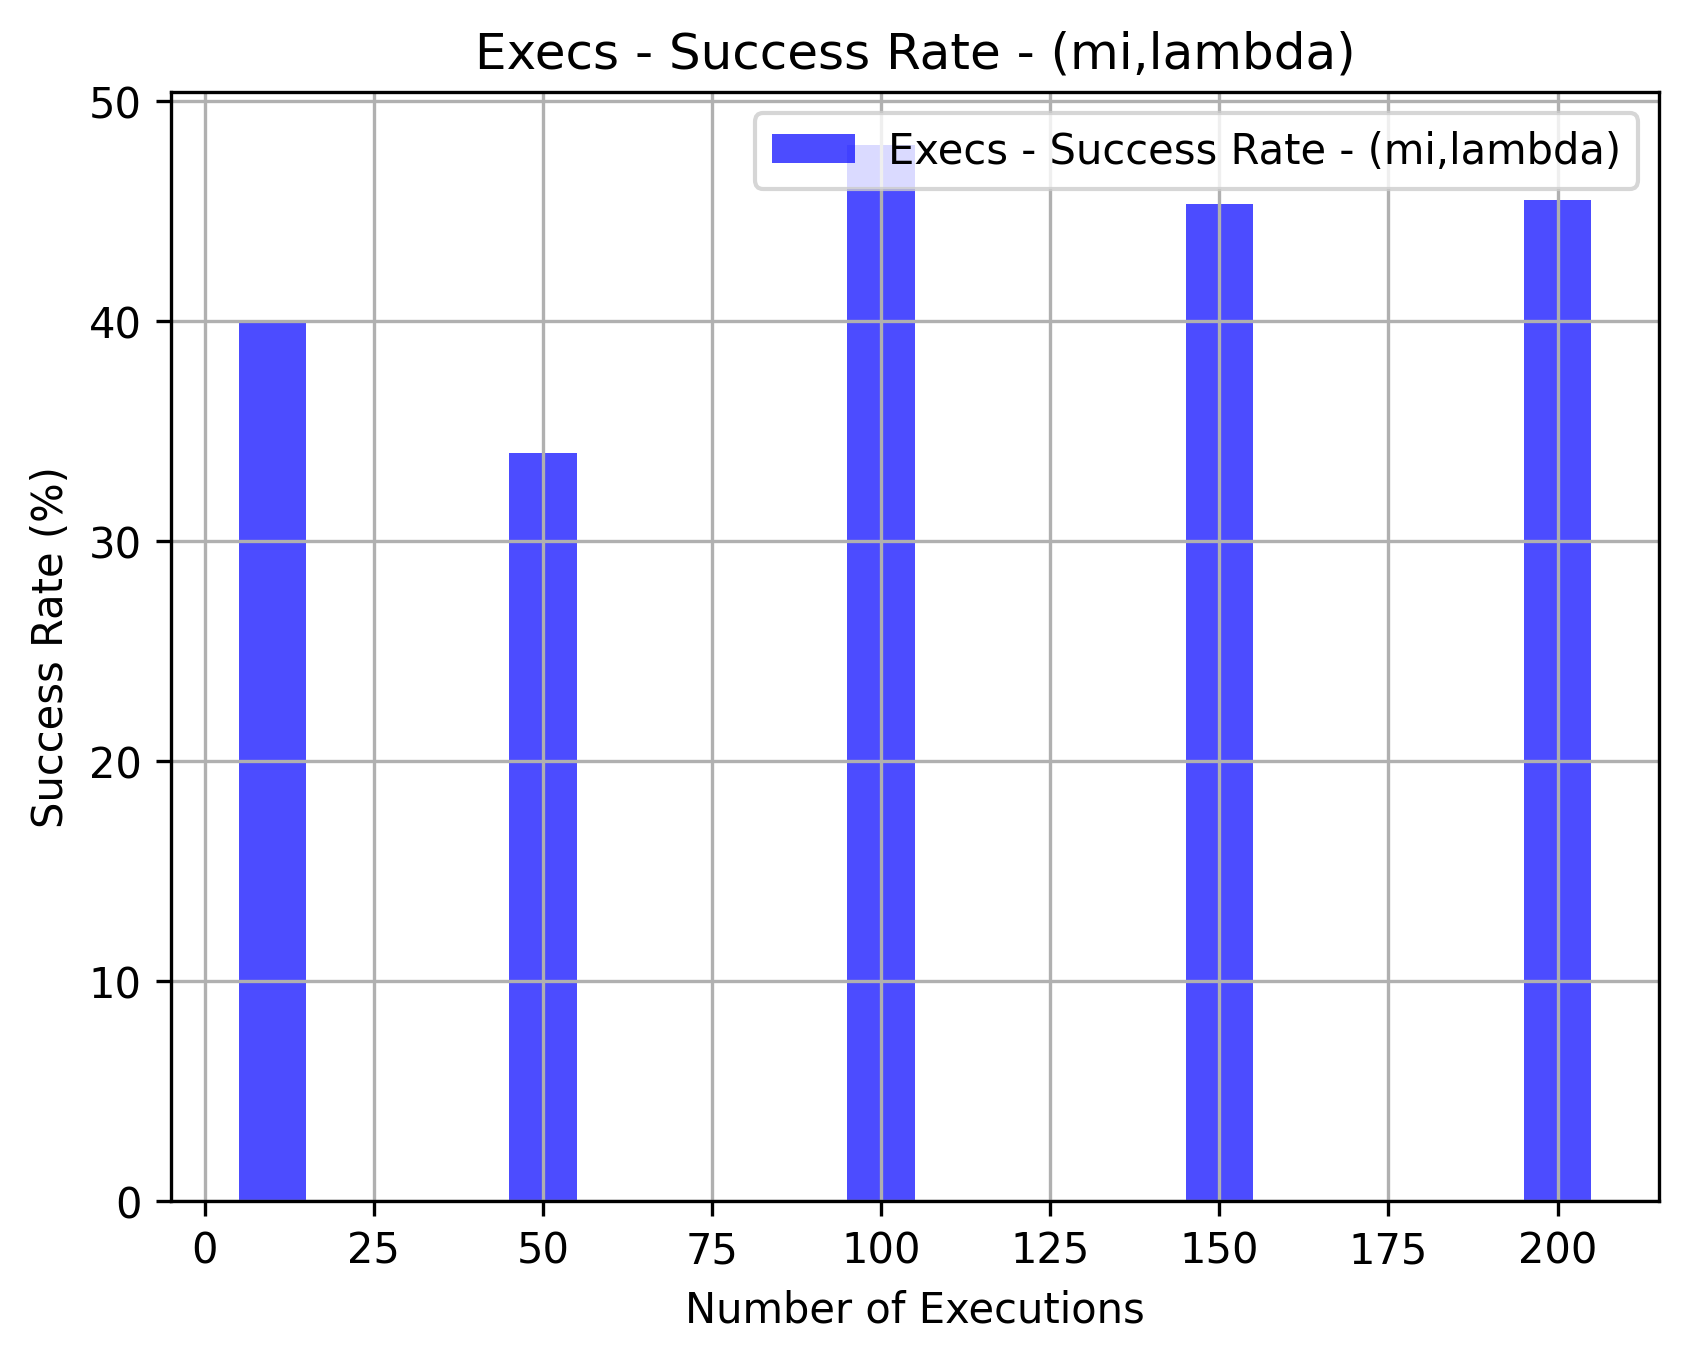 Execs - Success Rate - (mi,lambda)
Execs - Success Rate - (mi,lambda)
50
40
30
20
10
0
Success Rate (%)
0 25 50 75 100 125 150 175 200
Number of Executions